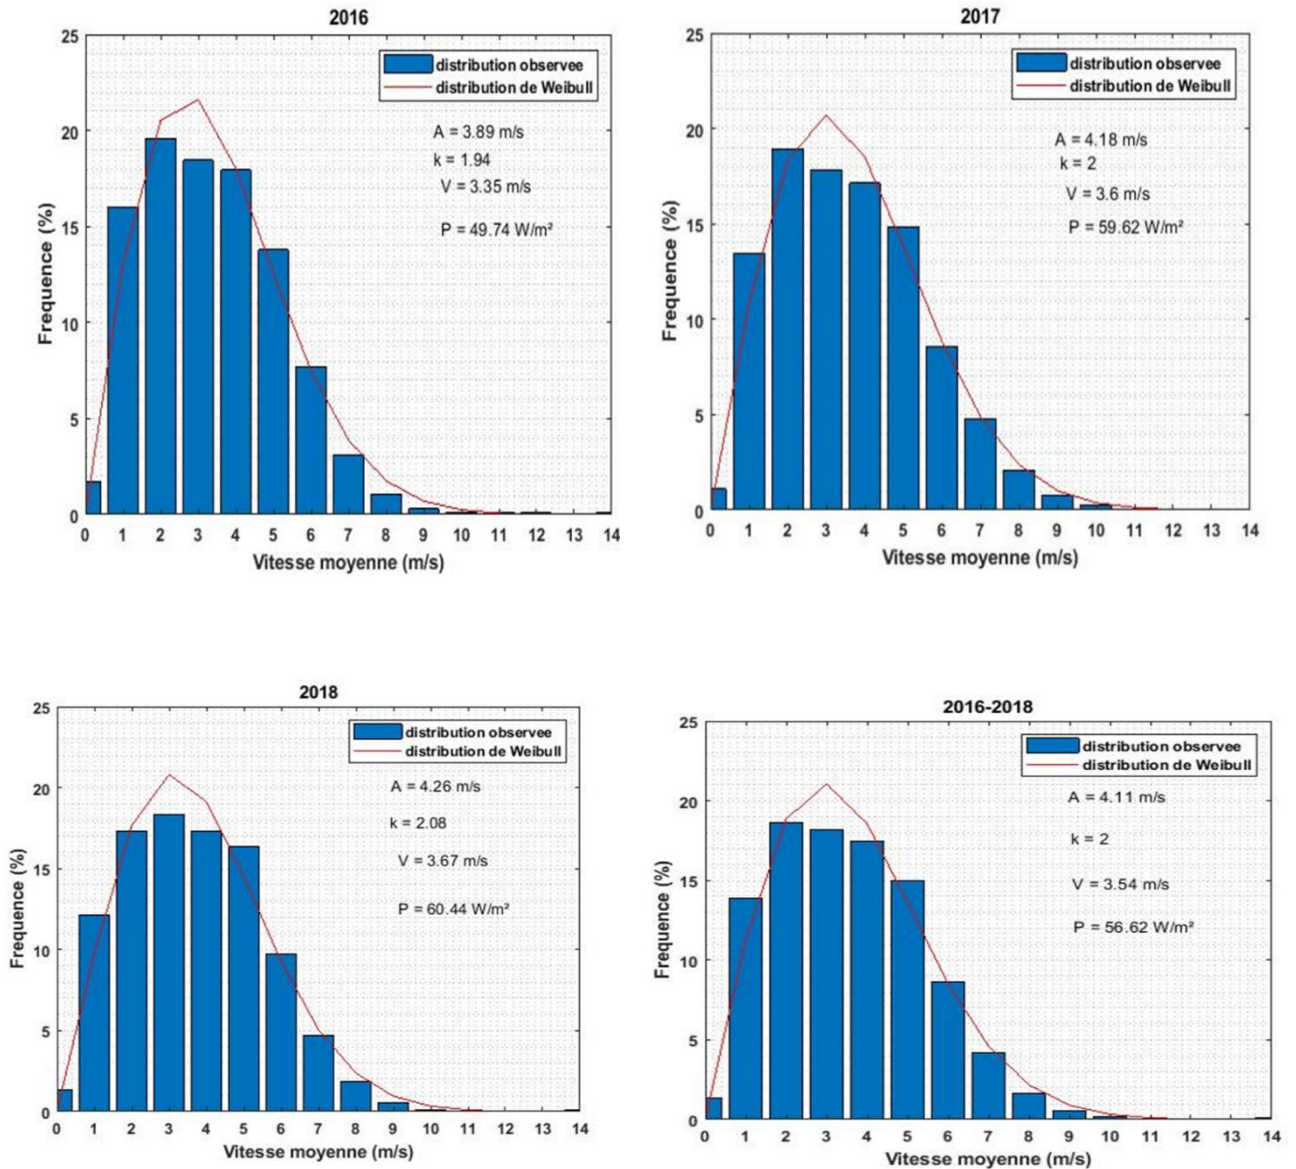 2016
25
20
15
10
5
0
Frequence (%)
distribution observee
distribution de Weibull
A = 3.89 m/s
k = 1.94
V = 3.35 m/s
P = 49.74 W/m²
0 1 2 3 4 5 6 7 8 9 10 11 12 13 14
Vitesse moyenne (m/s)
2017
25
20
15
10
5
0
Frequence (%)
distribution observee
distribution de Weibull
A = 4.18 m/s
k = 2
V = 3.6 m/s
P = 59.62 W/m²
0 1 2 3 4 5 6 7 8 9 10 11 12 13 14
Vitesse moyenne (m/s)
2018
25
20
15
10
5
0
Frequence (%)
distribution observee
distribution de Weibull
A = 4.26 m/s
k = 2.08
V = 3.67 m/s
P = 60.44 W/m²
0 1 2 3 4 5 6 7 8 9 10 11 12 13 14
Vitesse moyenne (m/s)
2016-2018
25
20
15
10
5
0
Frequence (%)
distribution observee
distribution de Weibull
A = 4.11 m/s
k = 2
V = 3.54 m/s
P = 56.62 W/m²
0 1 2 3 4 5 6 7 8 9 10 11 12 13 14
Vitesse moyenne (m/s)